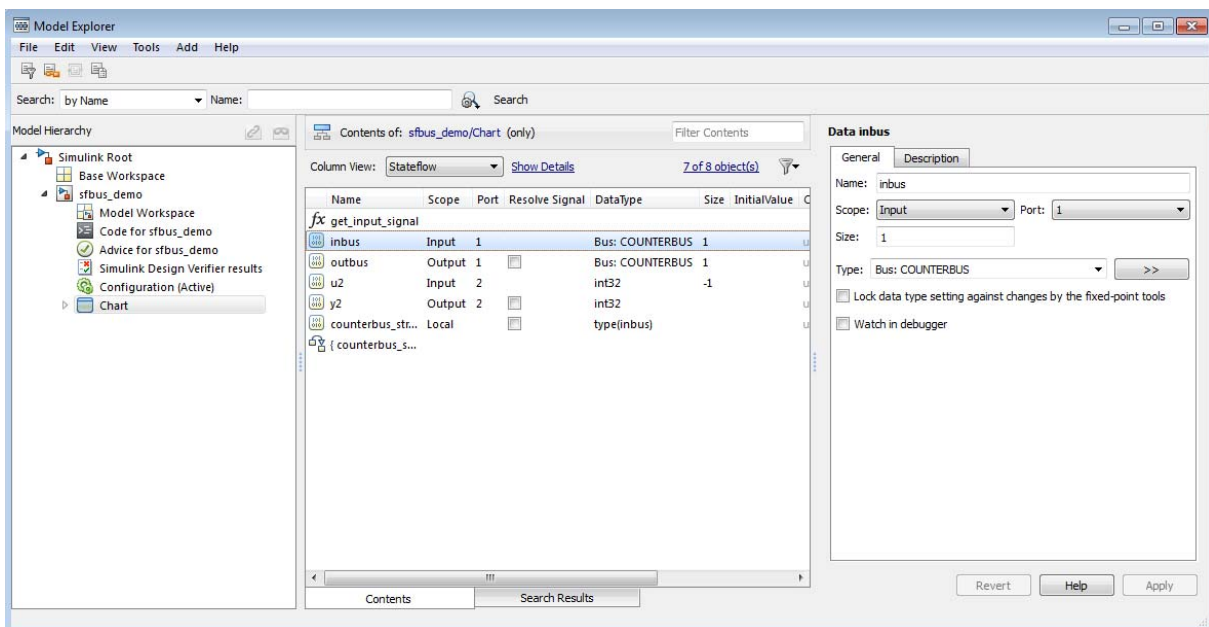 Model Explorer
File Edit View Tools Add Help
Search: by Name Name: Search
Model Hierarchy
Simulink Root
Base Workspace
sfbus_demo
Model Workspace
Code for sfbus_demo
Advice for sfbus_demo
Simulink Design Verifier results
Configuration (Active)
Chart
Contents of: sfbus_demo/Chart (only) Filter Contents
Column View: Stateflow Show Details 7 of 8 object(s)
Name Scope Port Resolve Signal DataType Size InitialValue C
fx get_input_signal
inbus Input 1 Bus: COUNTERBUS 1 u
outbus Output 1 Bus: COUNTERBUS 1 u
u2 Input 2 int32 -1 u
y2 Output 2 int32 u
counterbus_str... Local type(inbus) u
{ counterbus_s...
Contents Search Results
Data inbus
General Description
Name: inbus
Scope: Input Port: 1
Size: 1
Type: Bus: COUNTERBUS >>
Lock data type setting against changes by the fixed-point tools
Watch in debugger
Revert Help Apply